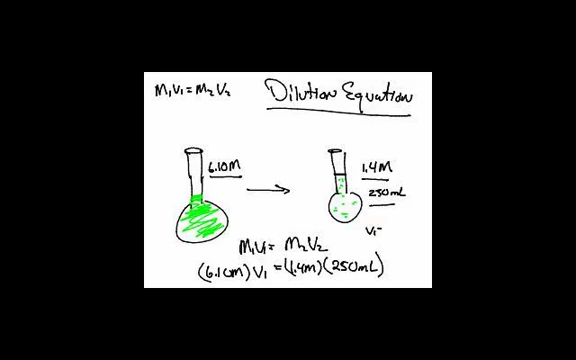 M₁V₁ = M₂V₂
Dilution Equation
6.10M
1.4M
250mL
V₁=
M₁V₁ = M₂V₂
(6.10M) V₁ = (1.4M)(250mL)